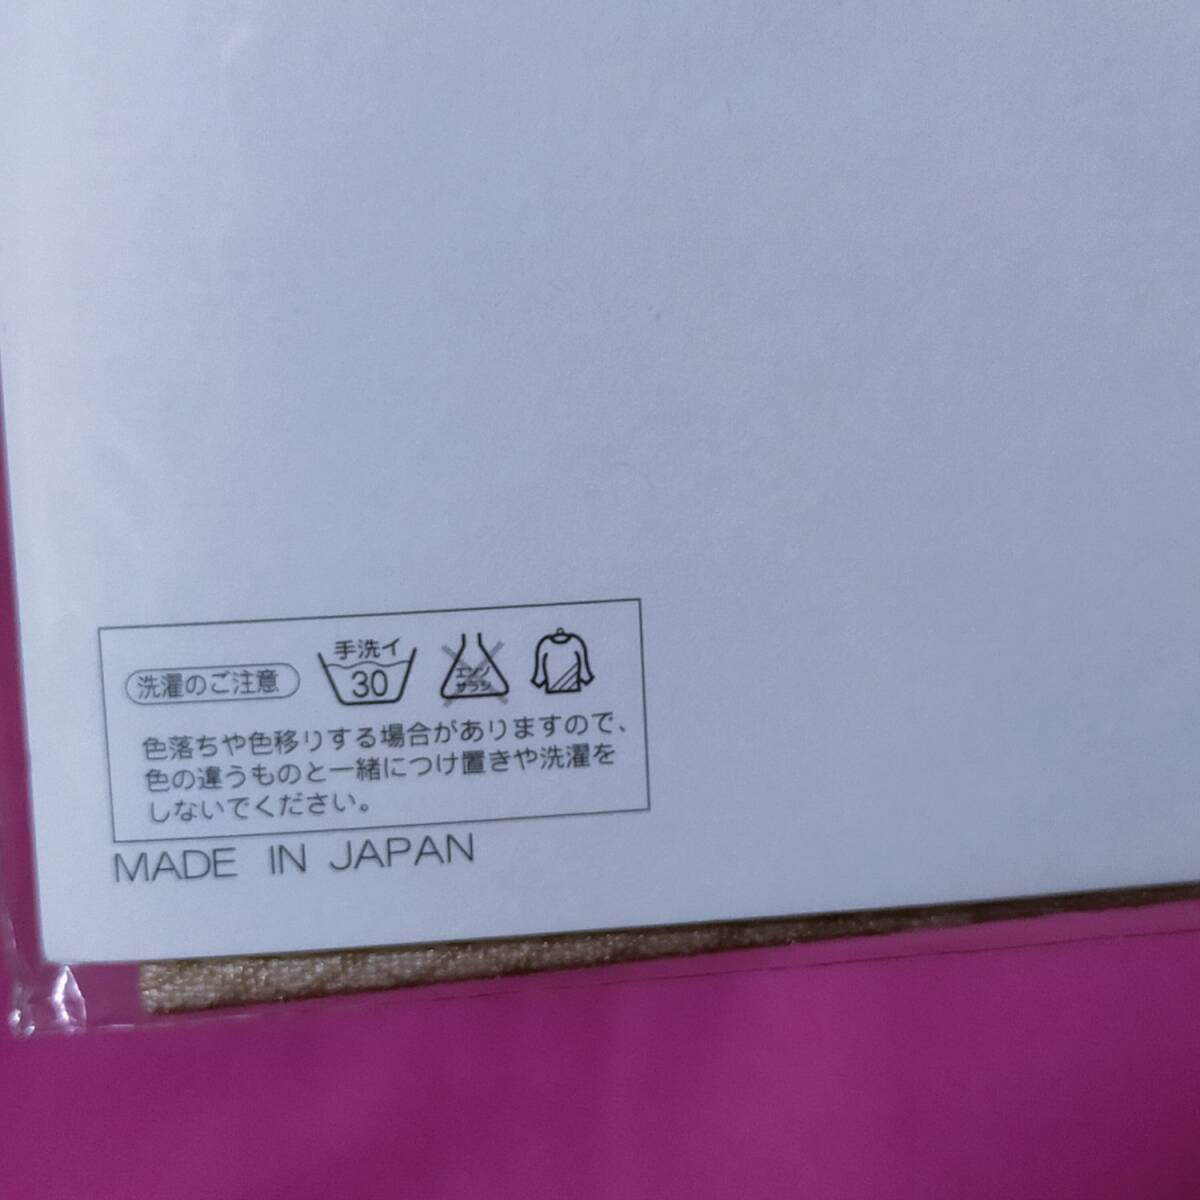 洗濯のご注意
手洗イ
30
エンソ
サラシ
色落ちや色移りする場合がありますので、
色の違うものと一緒につけ置きや洗濯を
しないでください。
MADE IN JAPAN